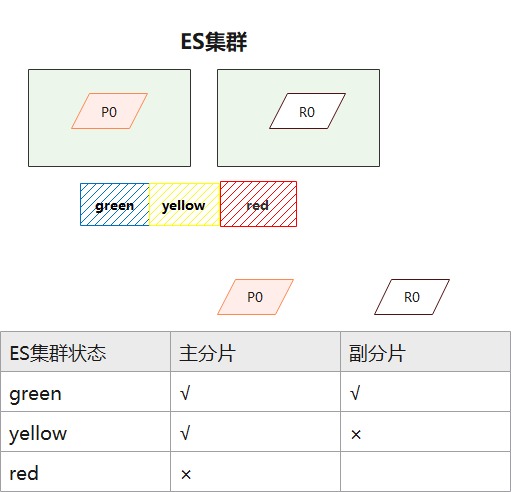 ES集群
P0 R0
green yellow red
P0 R0
ES集群状态 主分片 副分片
green √ √
yellow √ ×
red ×